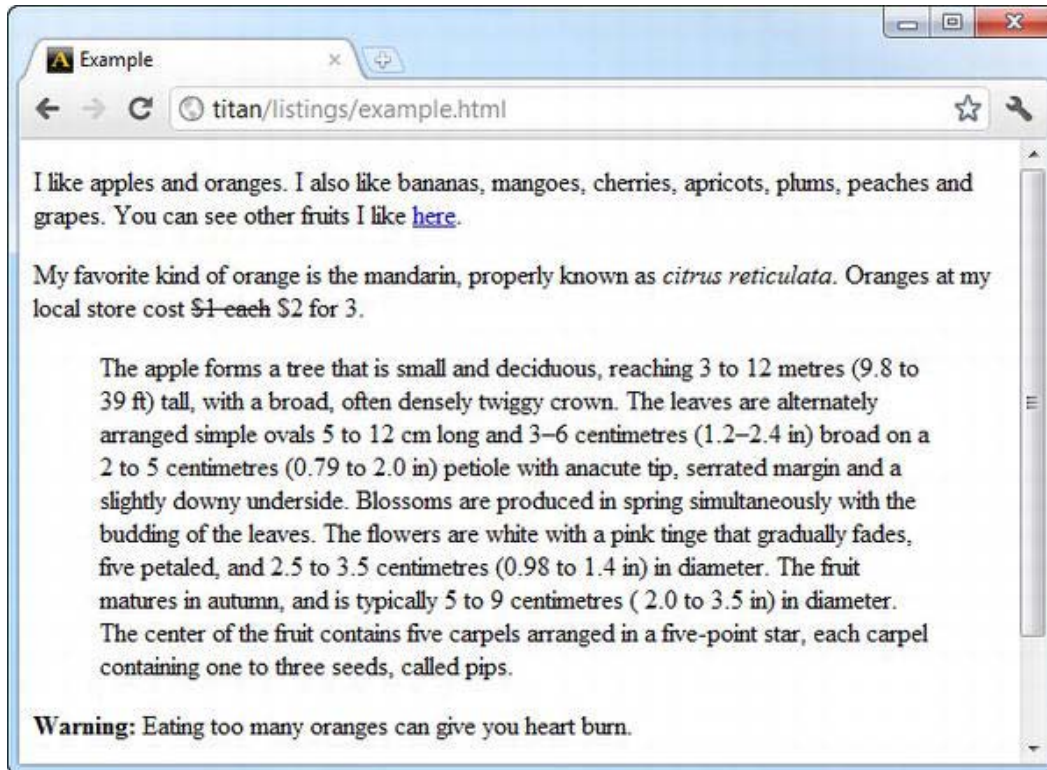 Example
titan/listings/example.html
I like apples and oranges. I also like bananas, mangoes, cherries, apricots, plums, peaches and
grapes. You can see other fruits I like here.
My favorite kind of orange is the mandarin, properly known as citrus reticulata. Oranges at my
local store cost $1 each $2 for 3.
The apple forms a tree that is small and deciduous, reaching 3 to 12 metres (9.8 to
39 ft) tall, with a broad, often densely twiggy crown. The leaves are alternately
arranged simple ovals 5 to 12 cm long and 3–6 centimetres (1.2–2.4 in) broad on a
2 to 5 centimetres (0.79 to 2.0 in) petiole with anacute tip, serrated margin and a
slightly downy underside. Blossoms are produced in spring simultaneously with the
budding of the leaves. The flowers are white with a pink tinge that gradually fades,
five petaled, and 2.5 to 3.5 centimetres (0.98 to 1.4 in) in diameter. The fruit
matures in autumn, and is typically 5 to 9 centimetres ( 2.0 to 3.5 in) in diameter.
The center of the fruit contains five carpels arranged in a five-point star, each carpel
containing one to three seeds, called pips.
Warning: Eating too many oranges can give you heart burn.